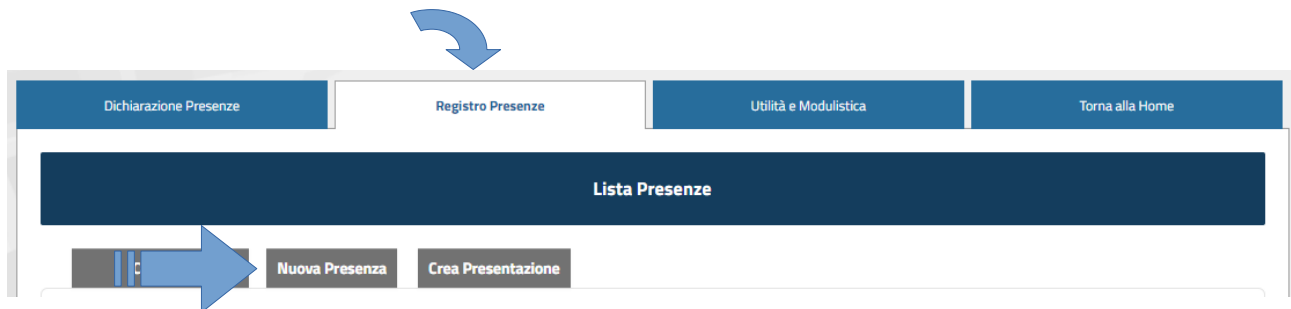 Dichiarazione Presenze
Registro Presenze
Utilità e Modulistica
Torna alla Home
Lista Presenze
Nuova Presenza
Crea Presentazione